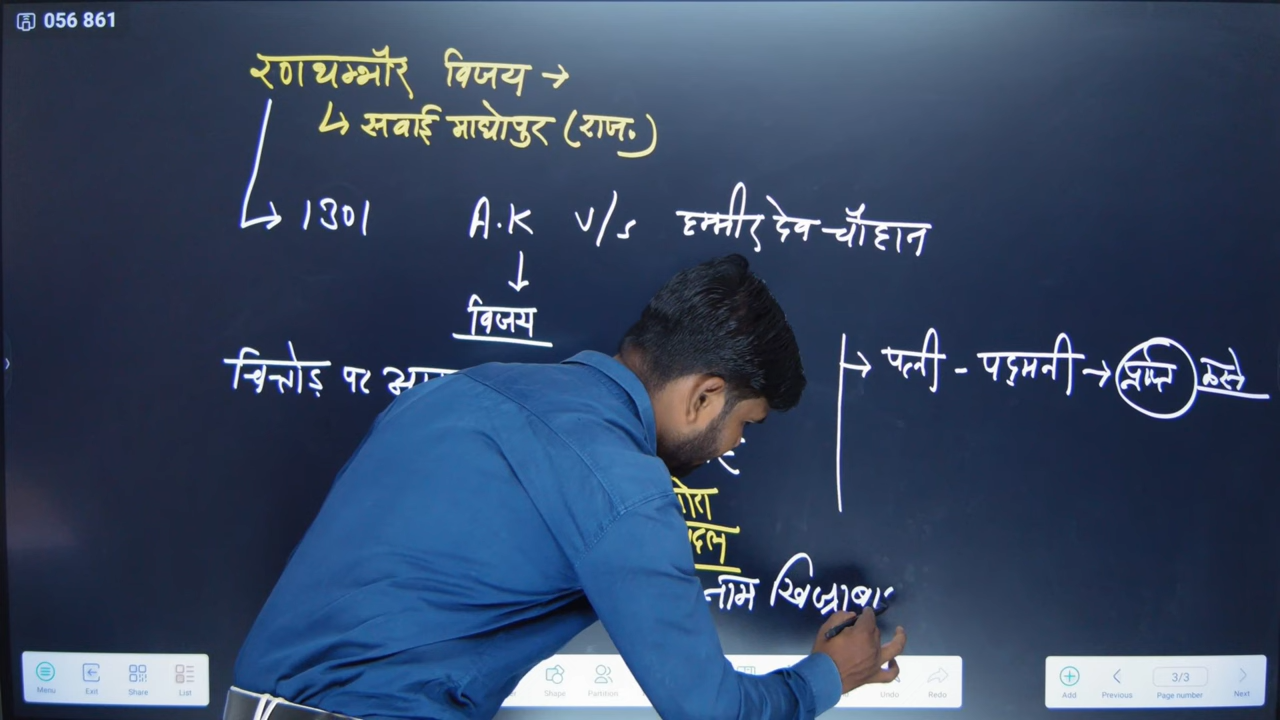 056 861
रणथम्भौर विजय →
↳ सवाई माधोपुर (राज.)
↳ 1301 A.K v/s हम्मीर देव चौहान
↓
विजय
चित्तोड़ पर
→ पत्नी - पद्मनी → प्राप्त करने
नाम खिज्राबा
Menu Exit Share List Shape Partition Undo Redo Add Previous 3/3 Page number Next